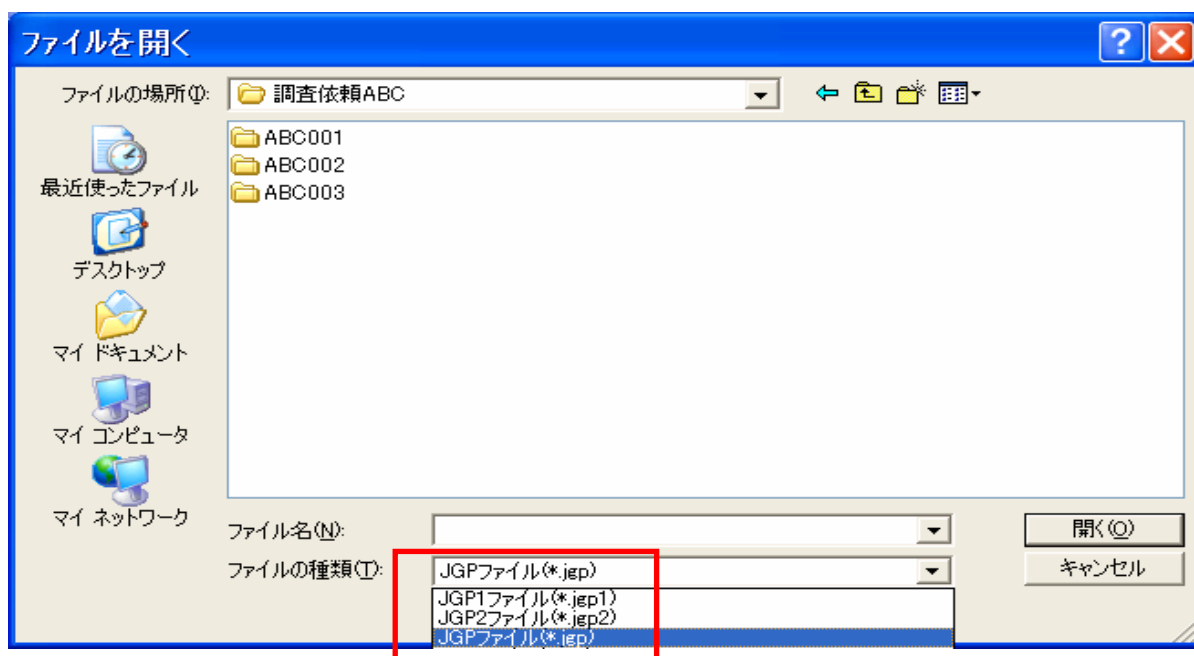 ファイルを開く
ファイルの場所(I):
調査依頼ABC
ABC001
ABC002
ABC003
最近使ったファイル
デスクトップ
マイ ドキュメント
マイ コンピュータ
マイ ネットワーク
ファイル名(N):
開く(O)
ファイルの種類(T):
JGPファイル(*.jgp)
キャンセル
JGP1ファイル(*.jgp1)
JGP2ファイル(*.jgp2)
JGPファイル(*.jgp)